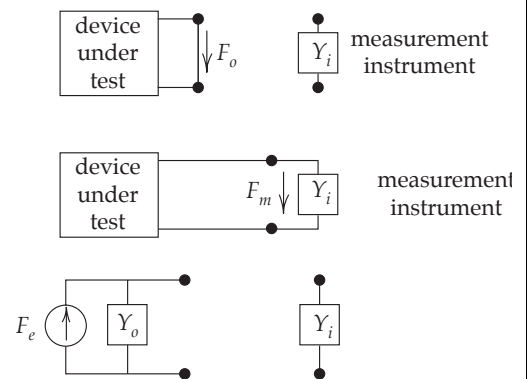 device
under
test
F_o
Y_i
measurement
instrument
device
under
test
F_m
Y_i
measurement
instrument
F_e
Y_o
Y_i